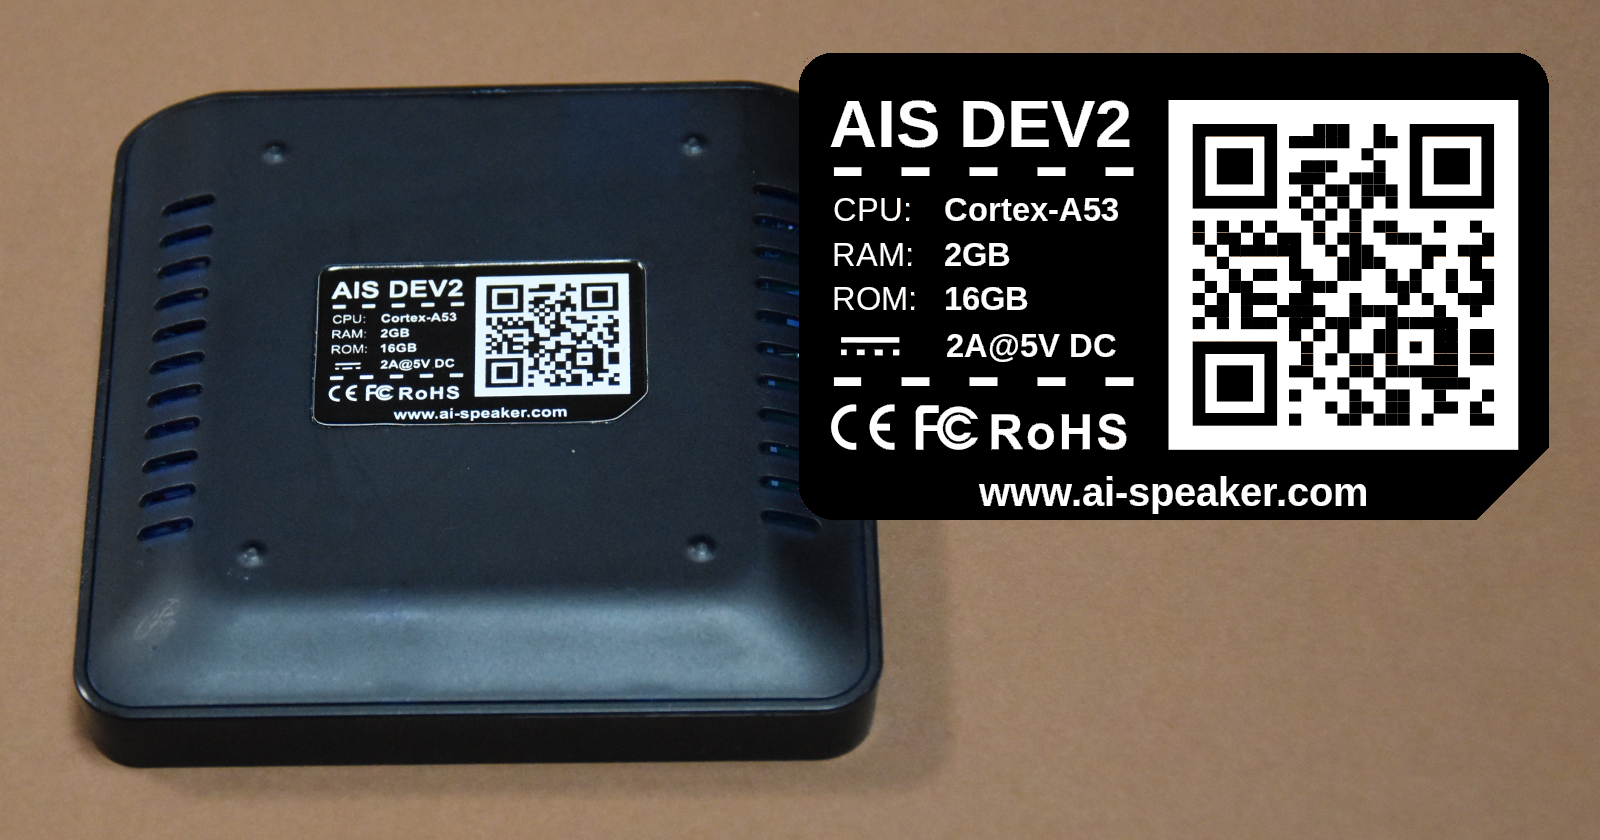 AIS DEV2
CPU: Cortex-A53
RAM: 2GB
ROM: 16GB
2A@5V DC
CE FC RoHS
www.ai-speaker.com
AIS DEV2
CPU: Cortex-A53
RAM: 2GB
ROM: 16GB
2A@5V DC
CE FC RoHS
www.ai-speaker.com